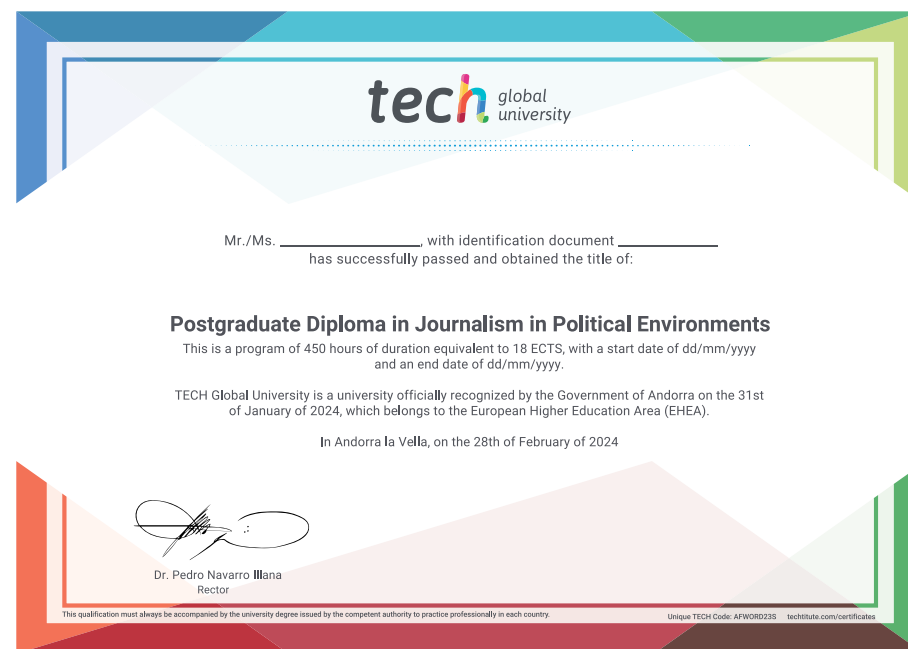 tech global university
Mr./Ms. ____________________, with identification document ______________
has successfully passed and obtained the title of:
Postgraduate Diploma in Journalism in Political Environments
This is a program of 450 hours of duration equivalent to 18 ECTS, with a start date of dd/mm/yyyy
and an end date of dd/mm/yyyy.
TECH Global University is a university officially recognized by the Government of Andorra on the 31st
of January of 2024, which belongs to the European Higher Education Area (EHEA).
In Andorra la Vella, on the 28th of February of 2024
Dr. Pedro Navarro Illana
Rector
This qualification must always be accompanied by the university degree issued by the competent authority to practice professionally in each country.
Unique TECH Code: AFWORD23S techtitute.com/certificates